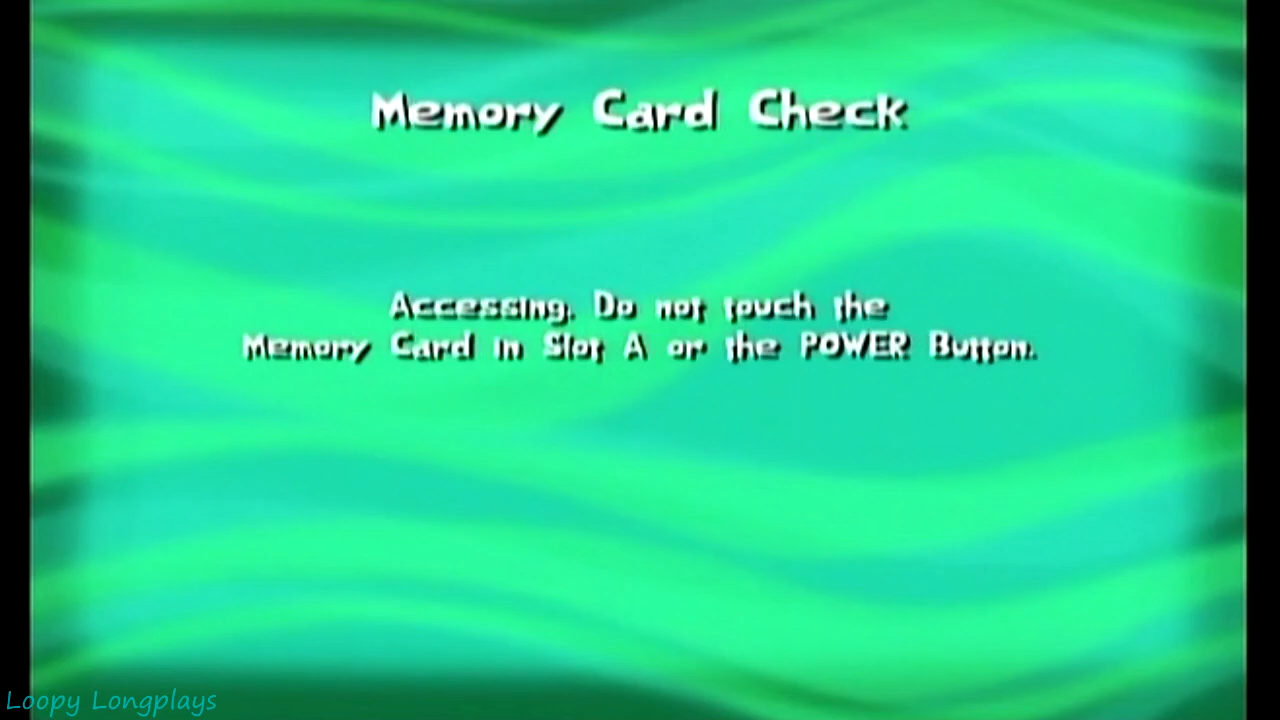 Memory Card Check
Accessing. Do not touch the
Memory Card in Slot A or the POWER Button.
Loopy Longplays